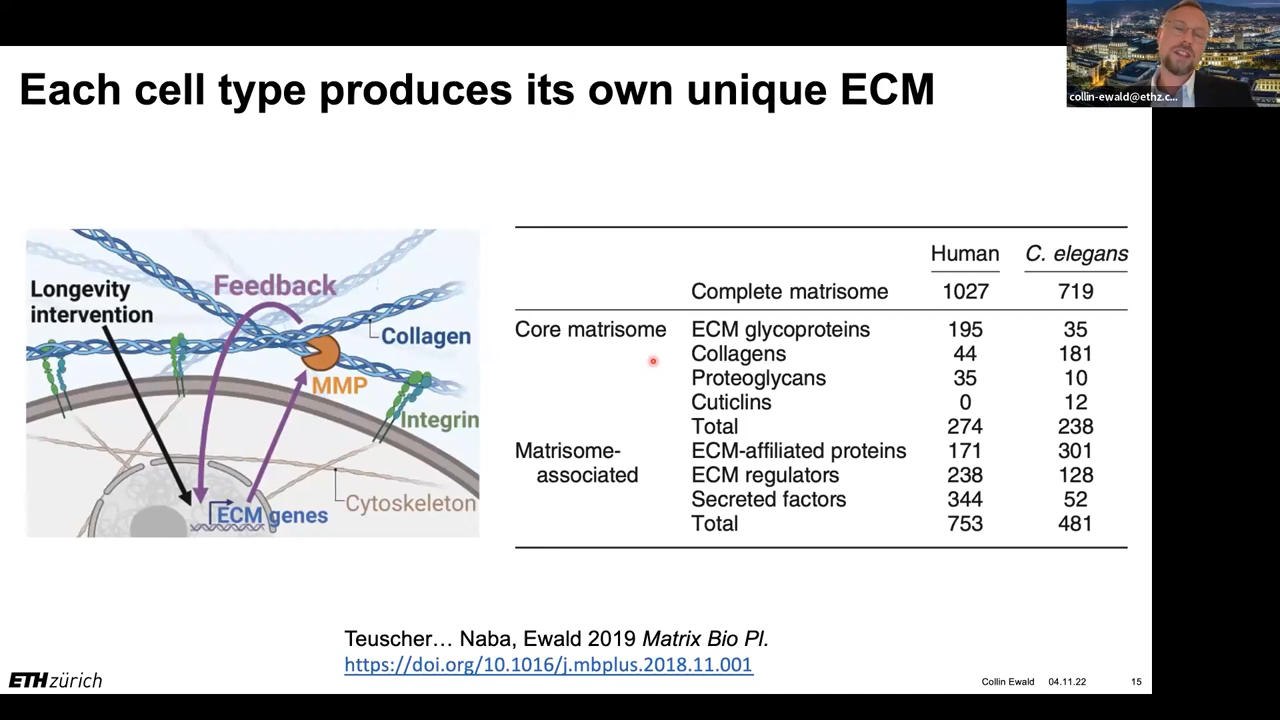 collin-ewald@ethz.c...
Each cell type produces its own unique ECM
Longevity
intervention
Feedback
Collagen
MMP
Integrin
Cytoskeleton
ECM genes
Human C. elegans
Complete matrisome 1027 719
Core matrisome ECM glycoproteins 195 35
Collagens 44 181
Proteoglycans 35 10
Cuticlins 0 12
Total 274 238
Matrisome- ECM-affiliated proteins 171 301
associated ECM regulators 238 128
Secreted factors 344 52
Total 753 481
Teuscher... Naba, Ewald 2019 Matrix Bio Pl.
https://doi.org/10.1016/j.mbplus.2018.11.001
ETH zürich
Collin Ewald 04.11.22 15